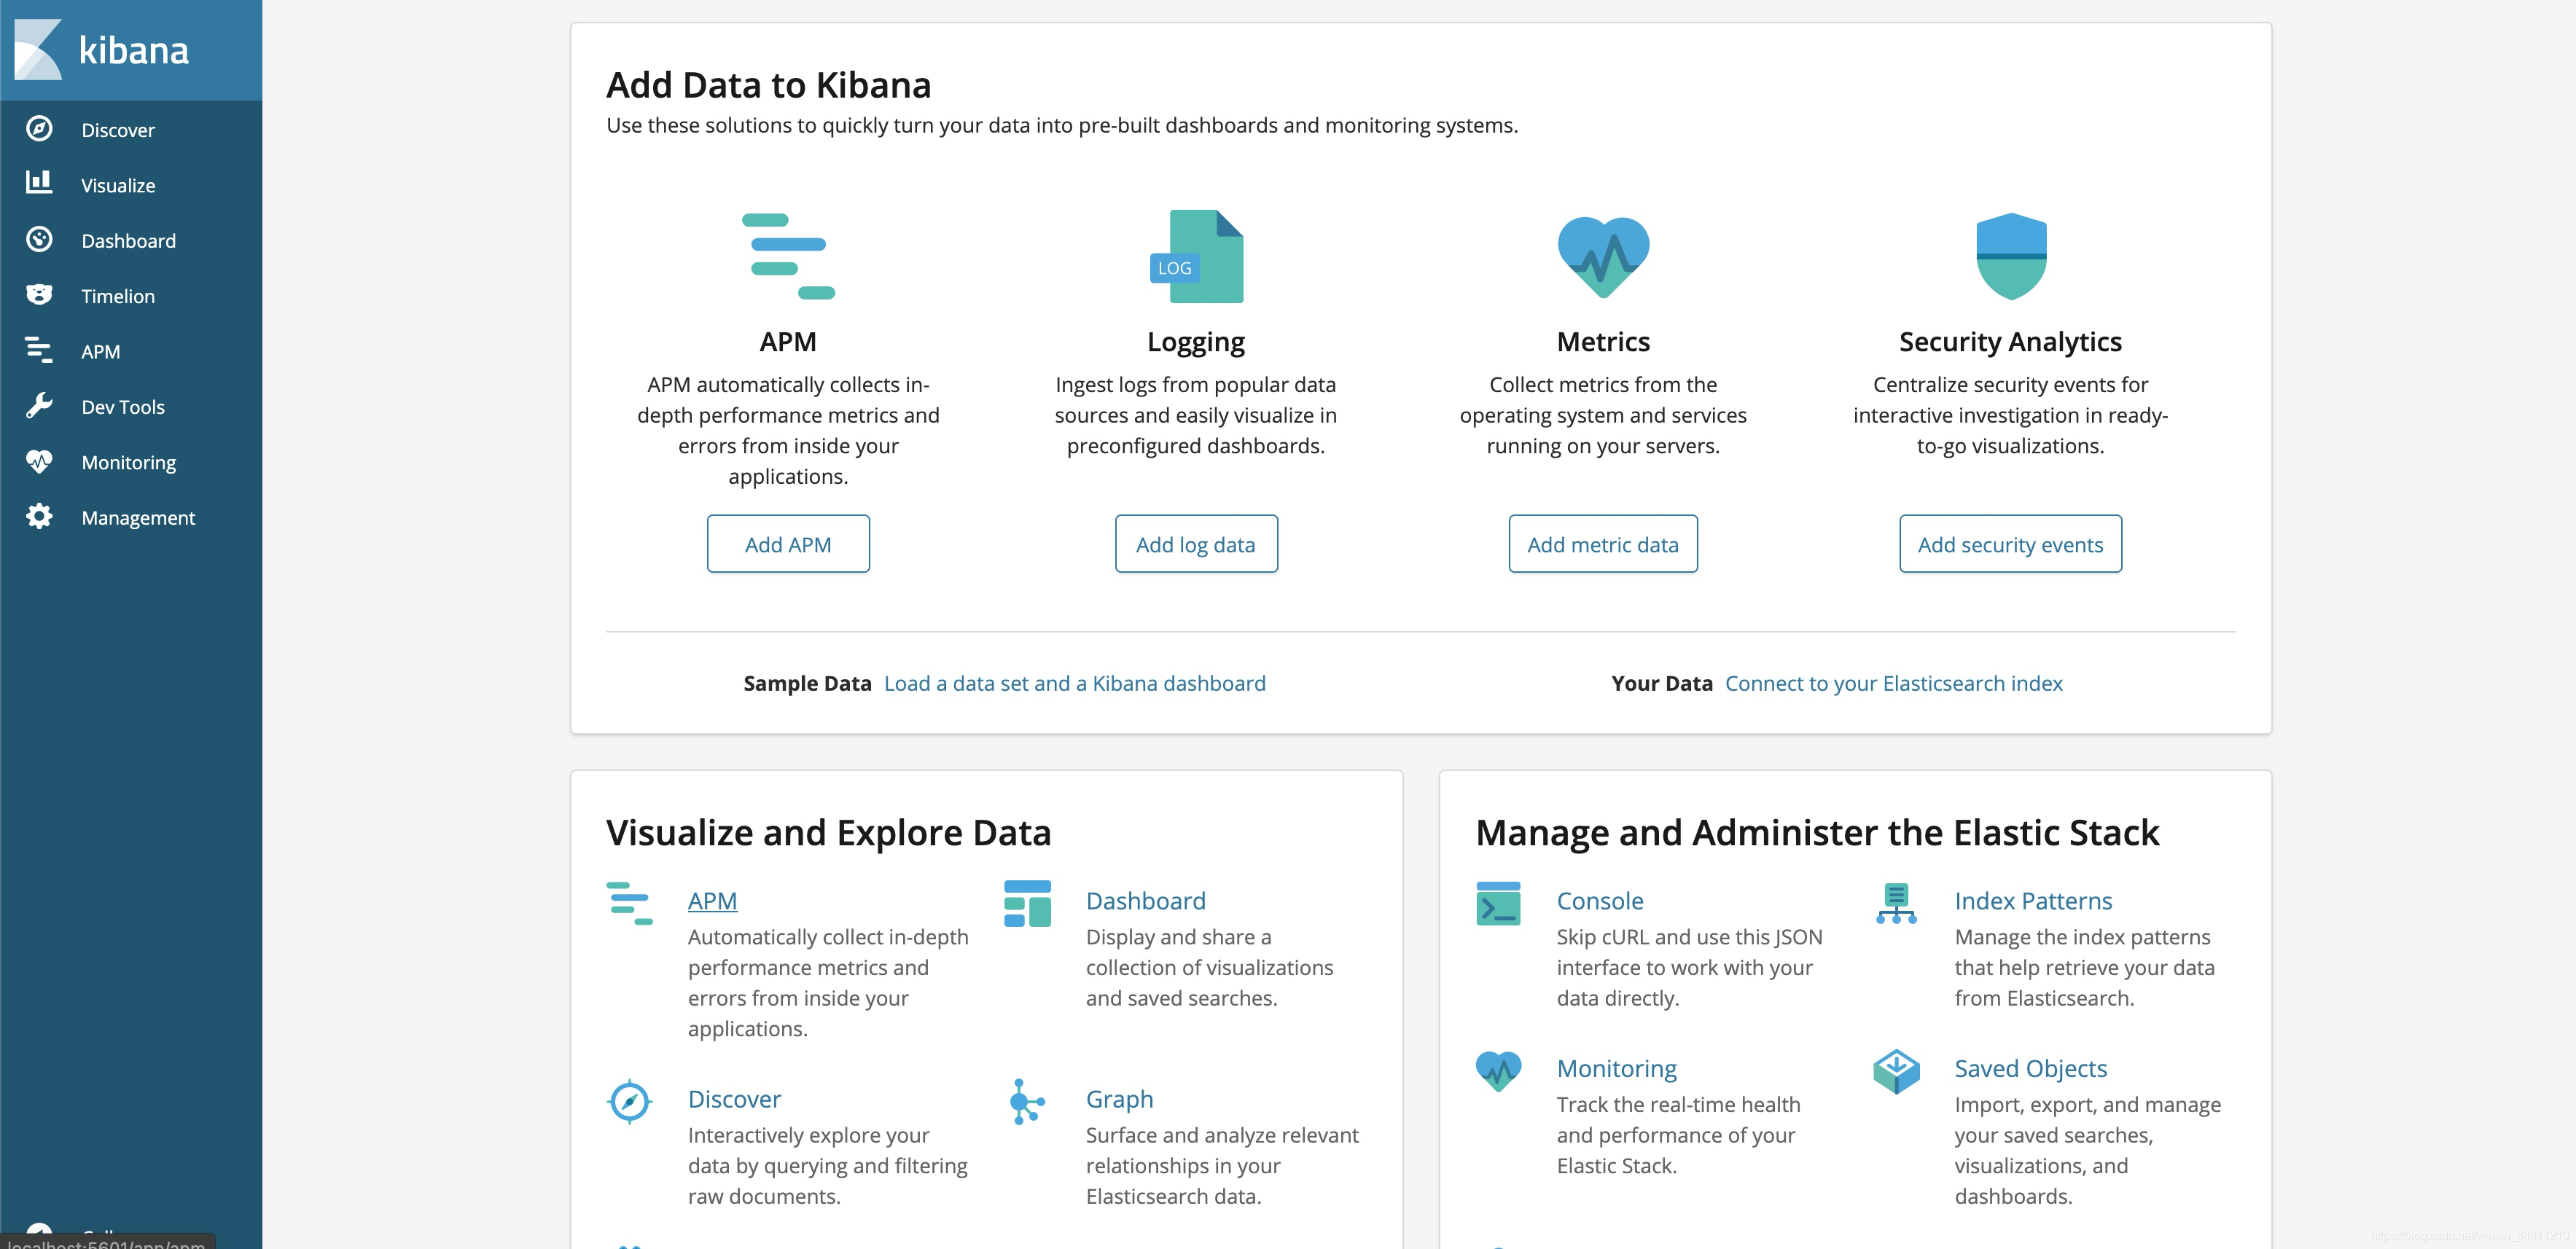 kibana
Discover
Visualize
Dashboard
Timelion
APM
Dev Tools
Monitoring
Management
localhost:5601/app/apm
Add Data to Kibana
Use these solutions to quickly turn your data into pre-built dashboards and monitoring systems.
APM
APM automatically collects in-
depth performance metrics and
errors from inside your
applications.
Add APM
LOG
Logging
Ingest logs from popular data
sources and easily visualize in
preconfigured dashboards.
Add log data
Metrics
Collect metrics from the
operating system and services
running on your servers.
Add metric data
Security Analytics
Centralize security events for
interactive investigation in ready-
to-go visualizations.
Add security events
Sample Data Load a data set and a Kibana dashboard
Your Data Connect to your Elasticsearch index
Visualize and Explore Data
APM
Automatically collect in-depth
performance metrics and
errors from inside your
applications.
Dashboard
Display and share a
collection of visualizations
and saved searches.
Discover
Interactively explore your
data by querying and filtering
raw documents.
Graph
Surface and analyze relevant
relationships in your
Elasticsearch data.
Manage and Administer the Elastic Stack
Console
Skip cURL and use this JSON
interface to work with your
data directly.
Index Patterns
Manage the index patterns
that help retrieve your data
from Elasticsearch.
Monitoring
Track the real-time health
and performance of your
Elastic Stack.
Saved Objects
Import, export, and manage
your saved searches,
visualizations, and
dashboards.